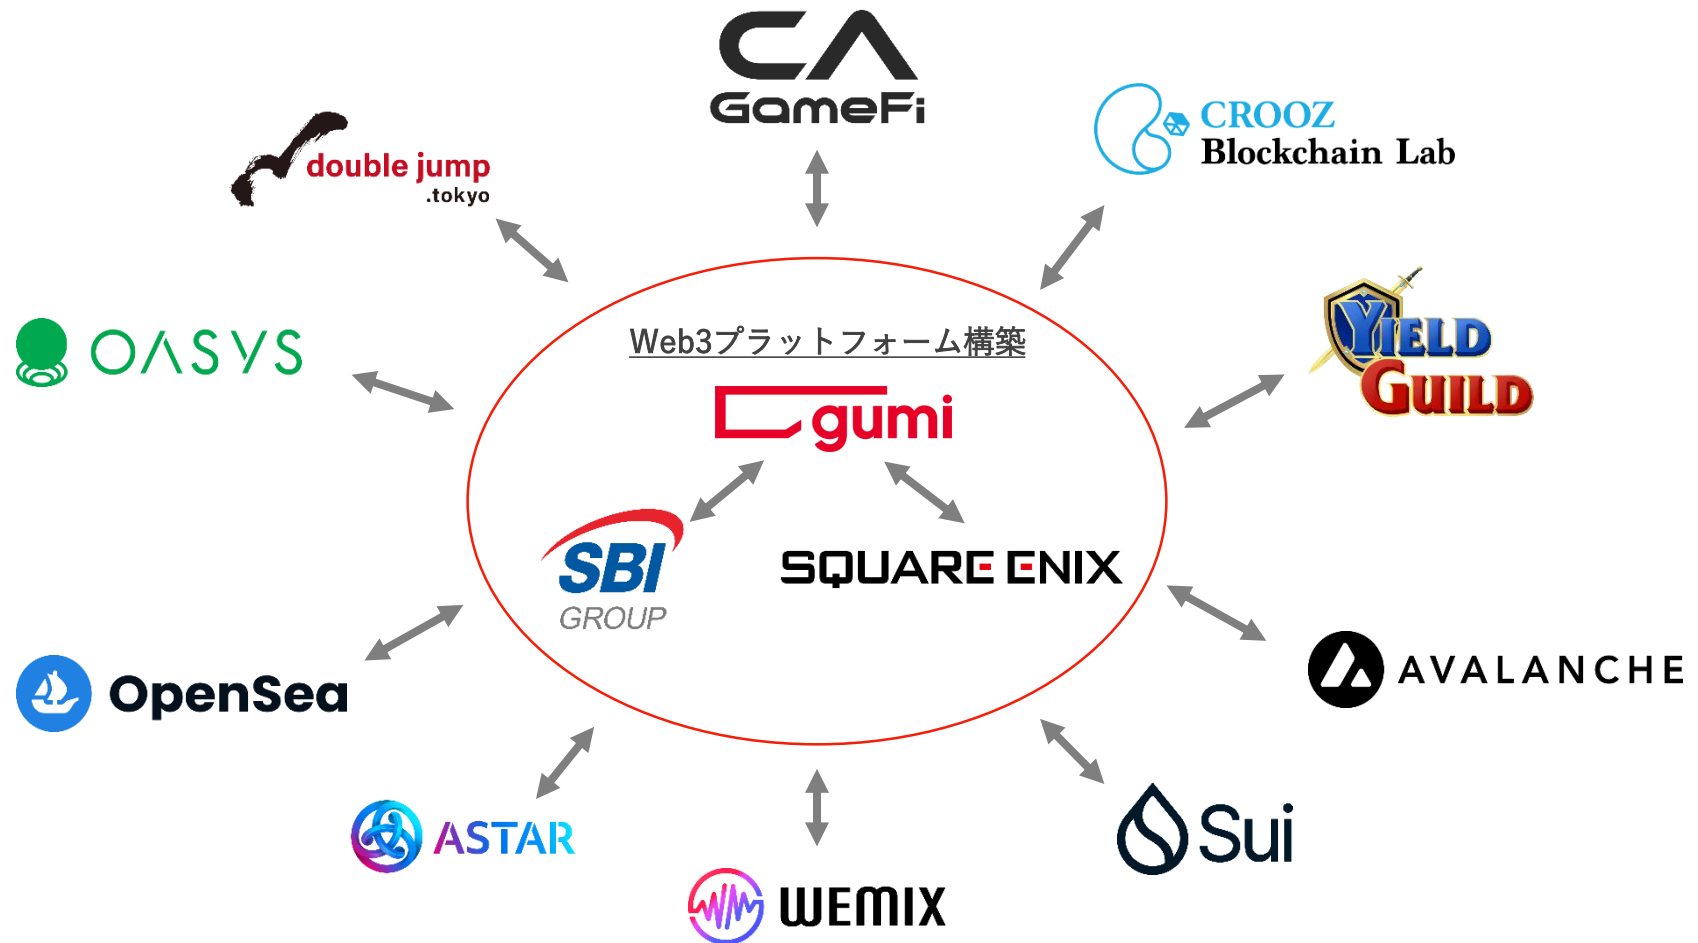 CA
GameFi
CROOZ
Blockchain Lab
double jump
.tokyo
OASYS
YIELD
GUILD
Web3プラットフォーム構築
gumi
SBI
GROUP
SQUARE ENIX
OpenSea
AVALANCHE
ASTAR
Sui
WEMIX